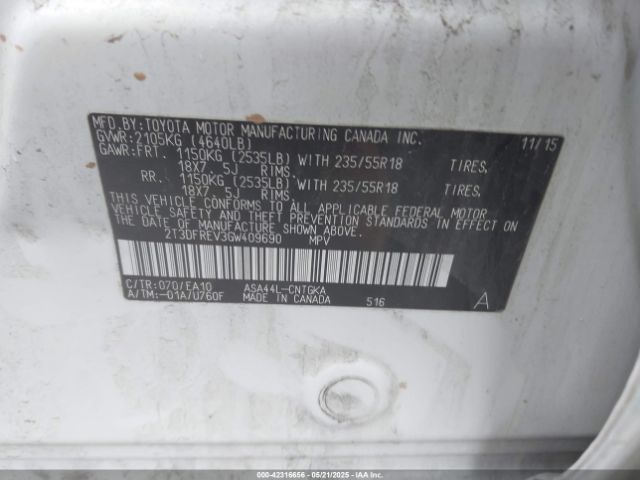 MFD.BY:TOYOTA MOTOR MANUFACTURING CANADA INC. 11/15
GVWR:2105KG (4640LB)
GAWR:FRT. 1150KG (2535LB) WITH 235/55R18 TIRES.
18X7. 5J RIMS.
RR. 1150KG (2535LB) WITH 235/55R18 TIRES.
18X7. 5J RIMS.
THIS VEHICLE CONFORMS TO ALL APPLICABLE FEDERAL MOTOR
VEHICLE SAFETY AND THEFT PREVENTION STANDARDS IN EFFECT
ON THE DATE OF MANUFACTURE SHOWN ABOVE.
2T3DFREV3GW409690 MPV
C/TR:070/EA10 ASA44L-CNTGKA
A/TM:-01A/U760F MADE IN CANADA 516 A
000-42316656 - 05/21/2025 - IAAI.com